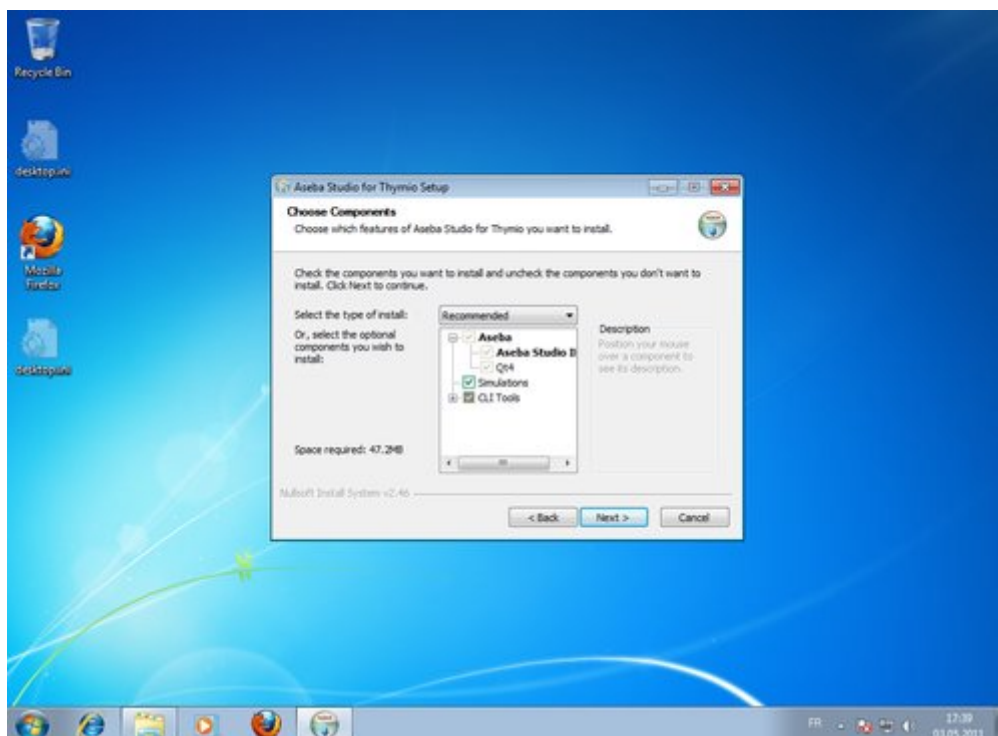 Recycle Bin
desktop.ini
Mozilla
Firefox
desktop.ini
Aseba Studio for Thymio Setup
Choose Components
Choose which features of Aseba Studio for Thymio you want to install.
Check the components you want to install and uncheck the components you don't want to
install. Click Next to continue.
Select the type of install:
Recommended
Or, select the optional
components you wish to
install:
Aseba
Aseba Studio
Qt4
Simulations
CLI Tools
Description
Position your mouse
over a component to
see its description.
Space required: 47.2MB
Nullsoft Install System v2.46
< Back
Next >
Cancel
FR
17:39
03.05.2011